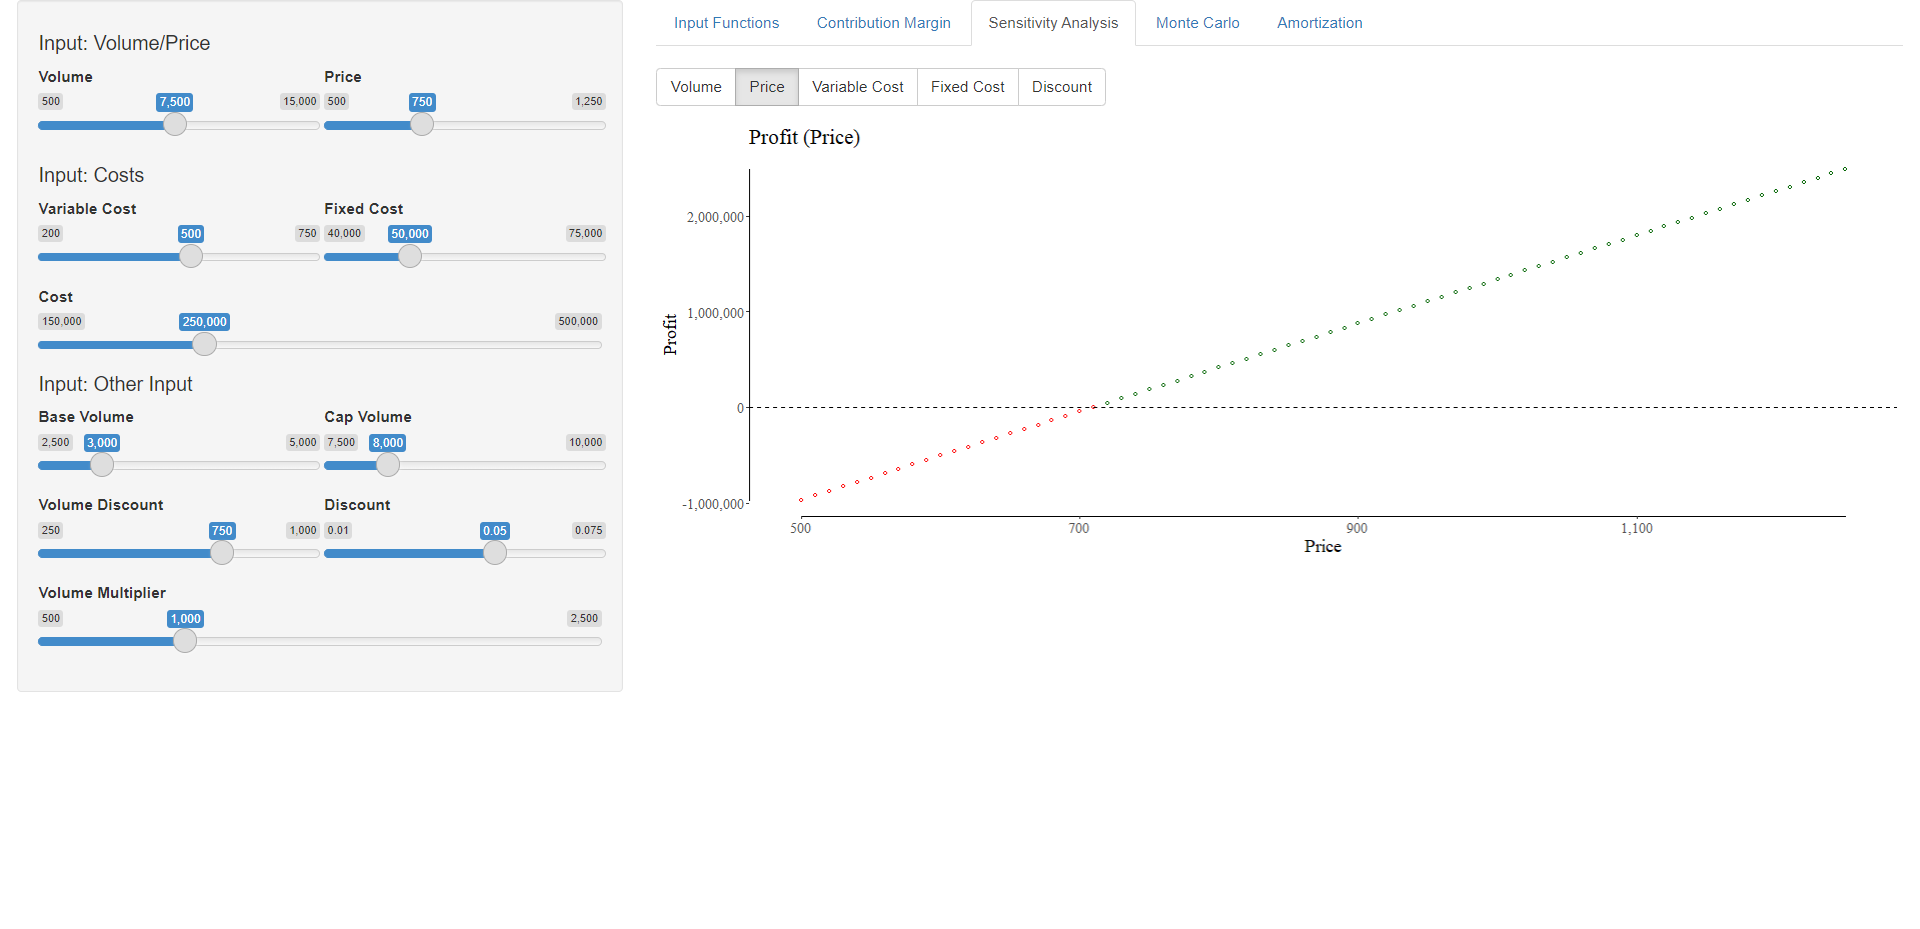 Input: Volume/Price
Volume Price
500 7,500 15,000 500 750 1,250
Input: Costs
Variable Cost Fixed Cost
200 500 750 40,000 50,000 75,000
Cost
150,000 250,000 500,000
Input: Other Input
Base Volume Cap Volume
2,500 3,000 5,000 7,500 8,000 10,000
Volume Discount Discount
250 750 1,000 0.01 0.05 0.075
Volume Multiplier
500 1,000 2,500
Input Functions Contribution Margin Sensitivity Analysis Monte Carlo Amortization
Volume Price Variable Cost Fixed Cost Discount
Profit (Price)
2,000,000
1,000,000
0
-1,000,000
Profit
500 700 900 1,100
Price